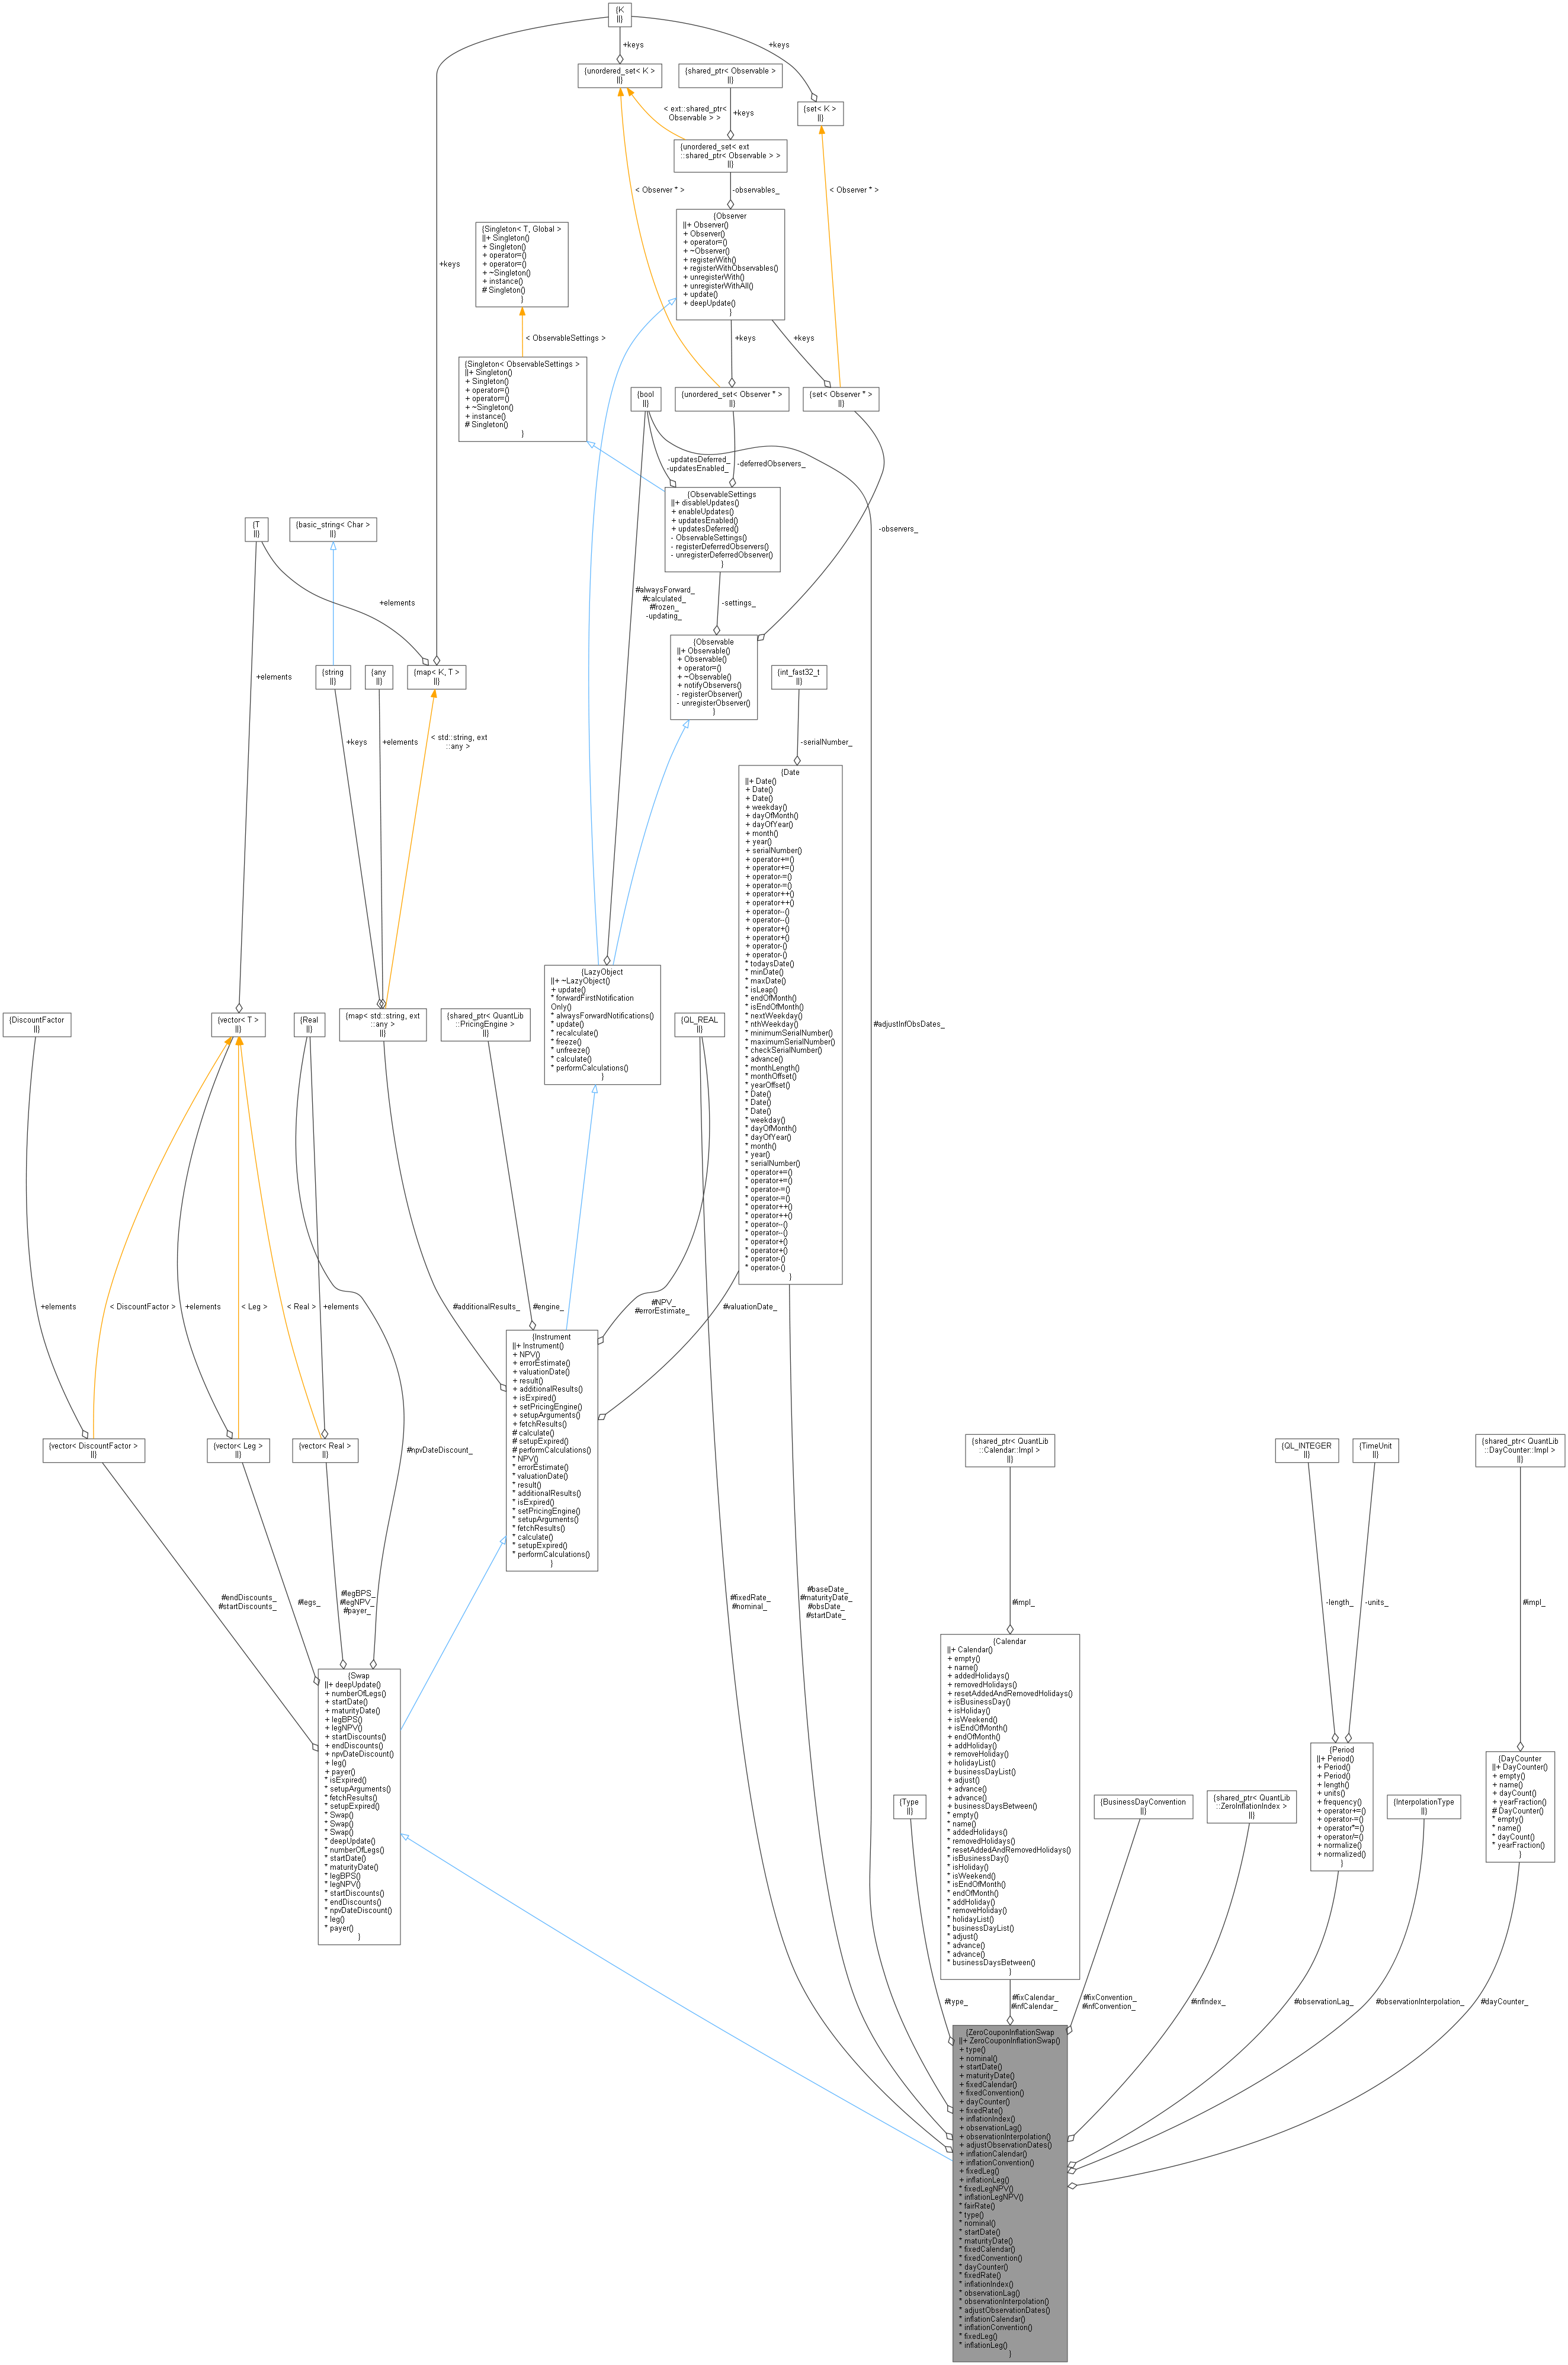 {K
||}
+keys
+keys
{unordered_set< K >
||}
{shared_ptr< Observable >
||}
{set< K >
||}
< ext::shared_ptr<
Observable > >
+keys
{unordered_set< ext
::shared_ptr< Observable > >
||}
< Observer * >
-observables_
< Observer * >
{Observer
||+ Observer()
+ Observer()
+ operator=()
+ ~Observer()
+ registerWith()
+ registerWithObservables()
+ unregisterWith()
+ unregisterWithAll()
+ update()
+ deepUpdate()
}
{Singleton< T, Global >
||+ Singleton()
+ Singleton()
+ operator=()
+ operator=()
+ ~Singleton()
+ instance()
# Singleton()
}
+keys
< ObservableSettings >
+keys
+keys
{Singleton< ObservableSettings >
||+ Singleton()
+ Singleton()
+ operator=()
+ operator=()
+ ~Singleton()
+ instance()
# Singleton()
}
{bool
||}
{unordered_set< Observer * >
||}
{set< Observer * >
||}
-updatesDeferred_
-updatesEnabled_
-deferredObservers_
{ObservableSettings
||+ disableUpdates()
+ enableUpdates()
+ updatesEnabled()
+ updatesDeferred()
- ObservableSettings()
- registerDeferredObservers()
- unregisterDeferredObserver()
}
-observers_
{T
||}
{basic_string< Char >
||}
+elements
#alwaysForward_
#calculated_
#frozen_
-updating_
-settings_
{Observable
||+ Observable()
+ Observable()
+ operator=()
+ ~Observable()
+ notifyObservers()
- registerObserver()
- unregisterObserver()
}
+elements
{string
||}
{any
||}
{map< K, T >
||}
{int_fast32_t
||}
+keys
+elements
< std::string, ext
::any >
-serialNumber_
{Date
||+ Date()
+ Date()
+ Date()
+ weekday()
+ dayOfMonth()
+ dayOfYear()
+ month()
+ year()
+ serialNumber()
+ operator+=()
+ operator+=()
+ operator-=()
+ operator-=()
+ operator++()
+ operator++()
+ operator--()
+ operator--()
+ operator+()
+ operator+()
+ operator-()
+ operator-()
* todaysDate()
* minDate()
* maxDate()
* isLeap()
* endOfMonth()
* isEndOfMonth()
* nextWeekday()
* nthWeekday()
* minimumSerialNumber()
* maximumSerialNumber()
* checkSerialNumber()
* advance()
* monthLength()
* monthOffset()
* yearOffset()
* Date()
* Date()
* Date()
* weekday()
* dayOfMonth()
* dayOfYear()
* month()
* year()
* serialNumber()
* operator+=()
* operator+=()
* operator-=()
* operator-=()
* operator++()
* operator++()
* operator--()
* operator--()
* operator+()
* operator+()
* operator-()
* operator-()
}
{LazyObject
||+ ~LazyObject()
+ update()
* forwardFirstNotification
Only()
* alwaysForwardNotifications()
* update()
* recalculate()
* freeze()
* unfreeze()
* calculate()
* performCalculations()
}
{DiscountFactor
||}
{vector< T >
||}
{Real
||}
{map< std::string, ext
::any >
||}
{shared_ptr< QuantLib
::PricingEngine >
||}
{QL_REAL
||}
#adjustInfObsDates_
+elements
< DiscountFactor >
+elements
< Leg >
< Real >
+elements
#additionalResults_
#engine_
#NPV_
#errorEstimate_
#valuationDate_
{Instrument
||+ Instrument()
+ NPV()
+ errorEstimate()
+ valuationDate()
+ result()
+ additionalResults()
+ isExpired()
+ setPricingEngine()
+ setupArguments()
+ fetchResults()
# calculate()
# setupExpired()
# performCalculations()
* NPV()
* errorEstimate()
* valuationDate()
* result()
* additionalResults()
* isExpired()
* setPricingEngine()
* setupArguments()
* fetchResults()
* calculate()
* setupExpired()
* performCalculations()
}
{vector< DiscountFactor >
||}
{vector< Leg >
||}
{vector< Real >
||}
#npvDateDiscount_
{shared_ptr< QuantLib
::Calendar::Impl >
||}
{QL_INTEGER
||}
{TimeUnit
||}
{shared_ptr< QuantLib
::DayCounter::Impl >
||}
#endDiscounts_
#startDiscounts_
#legs_
#legBPS_
#legNPV_
#payer_
#fixedRate_
#nominal_
#baseDate_
#maturityDate_
#obsDate_
#startDate_
#impl_
-length_
-units_
#impl_
{Swap
||+ deepUpdate()
+ numberOfLegs()
+ startDate()
+ maturityDate()
+ legBPS()
+ legNPV()
+ startDiscounts()
+ endDiscounts()
+ npvDateDiscount()
+ leg()
+ payer()
* isExpired()
* setupArguments()
* fetchResults()
* setupExpired()
* Swap()
* Swap()
* Swap()
* deepUpdate()
* numberOfLegs()
* startDate()
* maturityDate()
* legBPS()
* legNPV()
* startDiscounts()
* endDiscounts()
* npvDateDiscount()
* leg()
* payer()
}
{Calendar
||+ Calendar()
+ empty()
+ name()
+ addedHolidays()
+ removedHolidays()
+ resetAddedAndRemovedHolidays()
+ isBusinessDay()
+ isHoliday()
+ isWeekend()
+ isEndOfMonth()
+ endOfMonth()
+ addHoliday()
+ removeHoliday()
+ holidayList()
+ businessDayList()
+ adjust()
+ advance()
+ advance()
+ businessDaysBetween()
* empty()
* name()
* addedHolidays()
* removedHolidays()
* resetAddedAndRemovedHolidays()
* isBusinessDay()
* isHoliday()
* isWeekend()
* isEndOfMonth()
* endOfMonth()
* addHoliday()
* removeHoliday()
* holidayList()
* businessDayList()
* adjust()
* advance()
* advance()
* businessDaysBetween()
}
{Period
||+ Period()
+ Period()
+ Period()
+ length()
+ units()
+ frequency()
+ operator+=()
+ operator-=()
+ operator*=()
+ operator/=()
+ normalize()
+ normalized()
}
{DayCounter
||+ DayCounter()
+ empty()
+ name()
+ dayCount()
+ yearFraction()
# DayCounter()
* empty()
* name()
* dayCount()
* yearFraction()
}
{Type
||}
{BusinessDayConvention
||}
{shared_ptr< QuantLib
::ZeroInflationIndex >
||}
{InterpolationType
||}
#type_
#fixCalendar_
#infCalendar_
#fixConvention_
#infConvention_
#infIndex_
#observationLag_
#observationInterpolation_
#dayCounter_
{ZeroCouponInflationSwap
||+ ZeroCouponInflationSwap()
+ type()
+ nominal()
+ startDate()
+ maturityDate()
+ fixedCalendar()
+ fixedConvention()
+ dayCounter()
+ fixedRate()
+ inflationIndex()
+ observationLag()
+ observationInterpolation()
+ adjustObservationDates()
+ inflationCalendar()
+ inflationConvention()
+ fixedLeg()
+ inflationLeg()
* fixedLegNPV()
* inflationLegNPV()
* fairRate()
* type()
* nominal()
* startDate()
* maturityDate()
* fixedCalendar()
* fixedConvention()
* dayCounter()
* fixedRate()
* inflationIndex()
* observationLag()
* observationInterpolation()
* adjustObservationDates()
* inflationCalendar()
* inflationConvention()
* fixedLeg()
* inflationLeg()
}